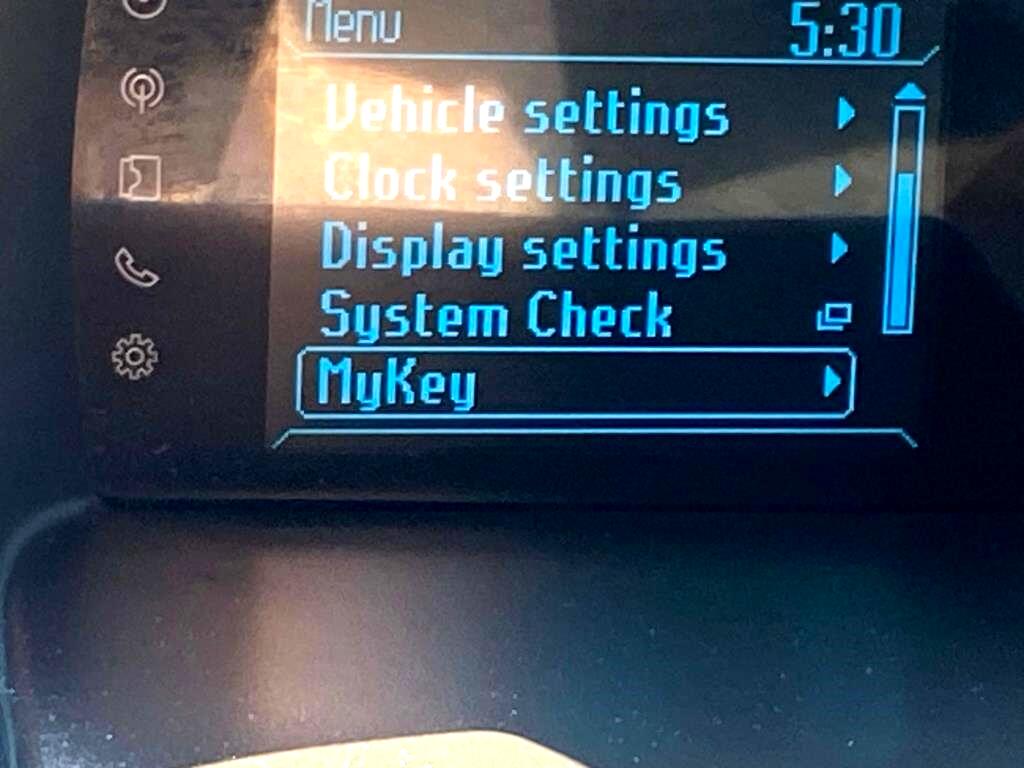 Menu
5:30
Vehicle settings
Clock settings
Display settings
System Check
MyKey